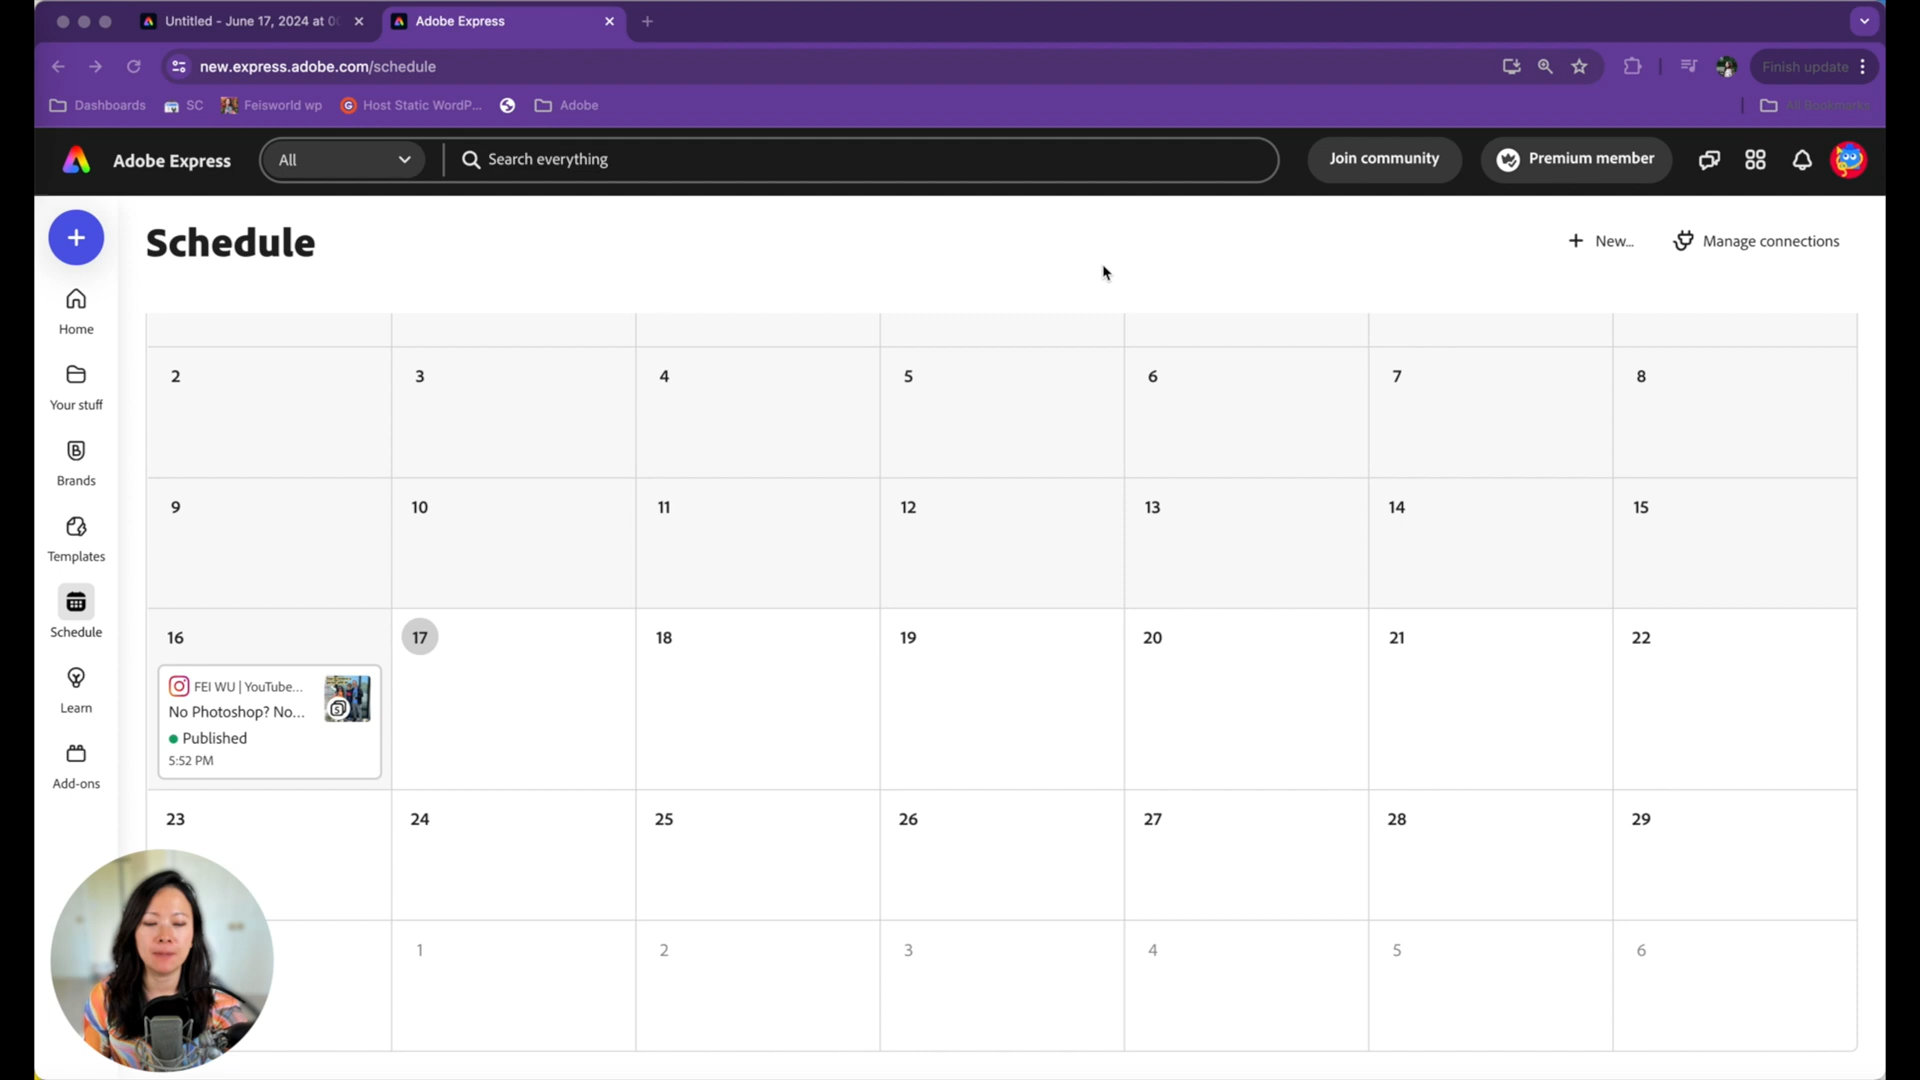 Untitled - June 17, 2024 at 0
Adobe Express
new.express.adobe.com/schedule
Finish update
Dashboards
SC
Feisworld wp
Host Static WordP...
Adobe
All Bookmarks
Adobe Express
All
Search everything
Join community
Premium member
Schedule
New...
Manage connections
Home
Your stuff
Brands
Templates
Schedule
Learn
Add-ons
2 3 4 5 6 7 8
9 10 11 12 13 14 15
16 17 18 19 20 21 22
FEI WU | YouTube...
No Photoshop? No...
Published
5:52 PM
23 24 25 26 27 28 29
1 2 3 4 5 6